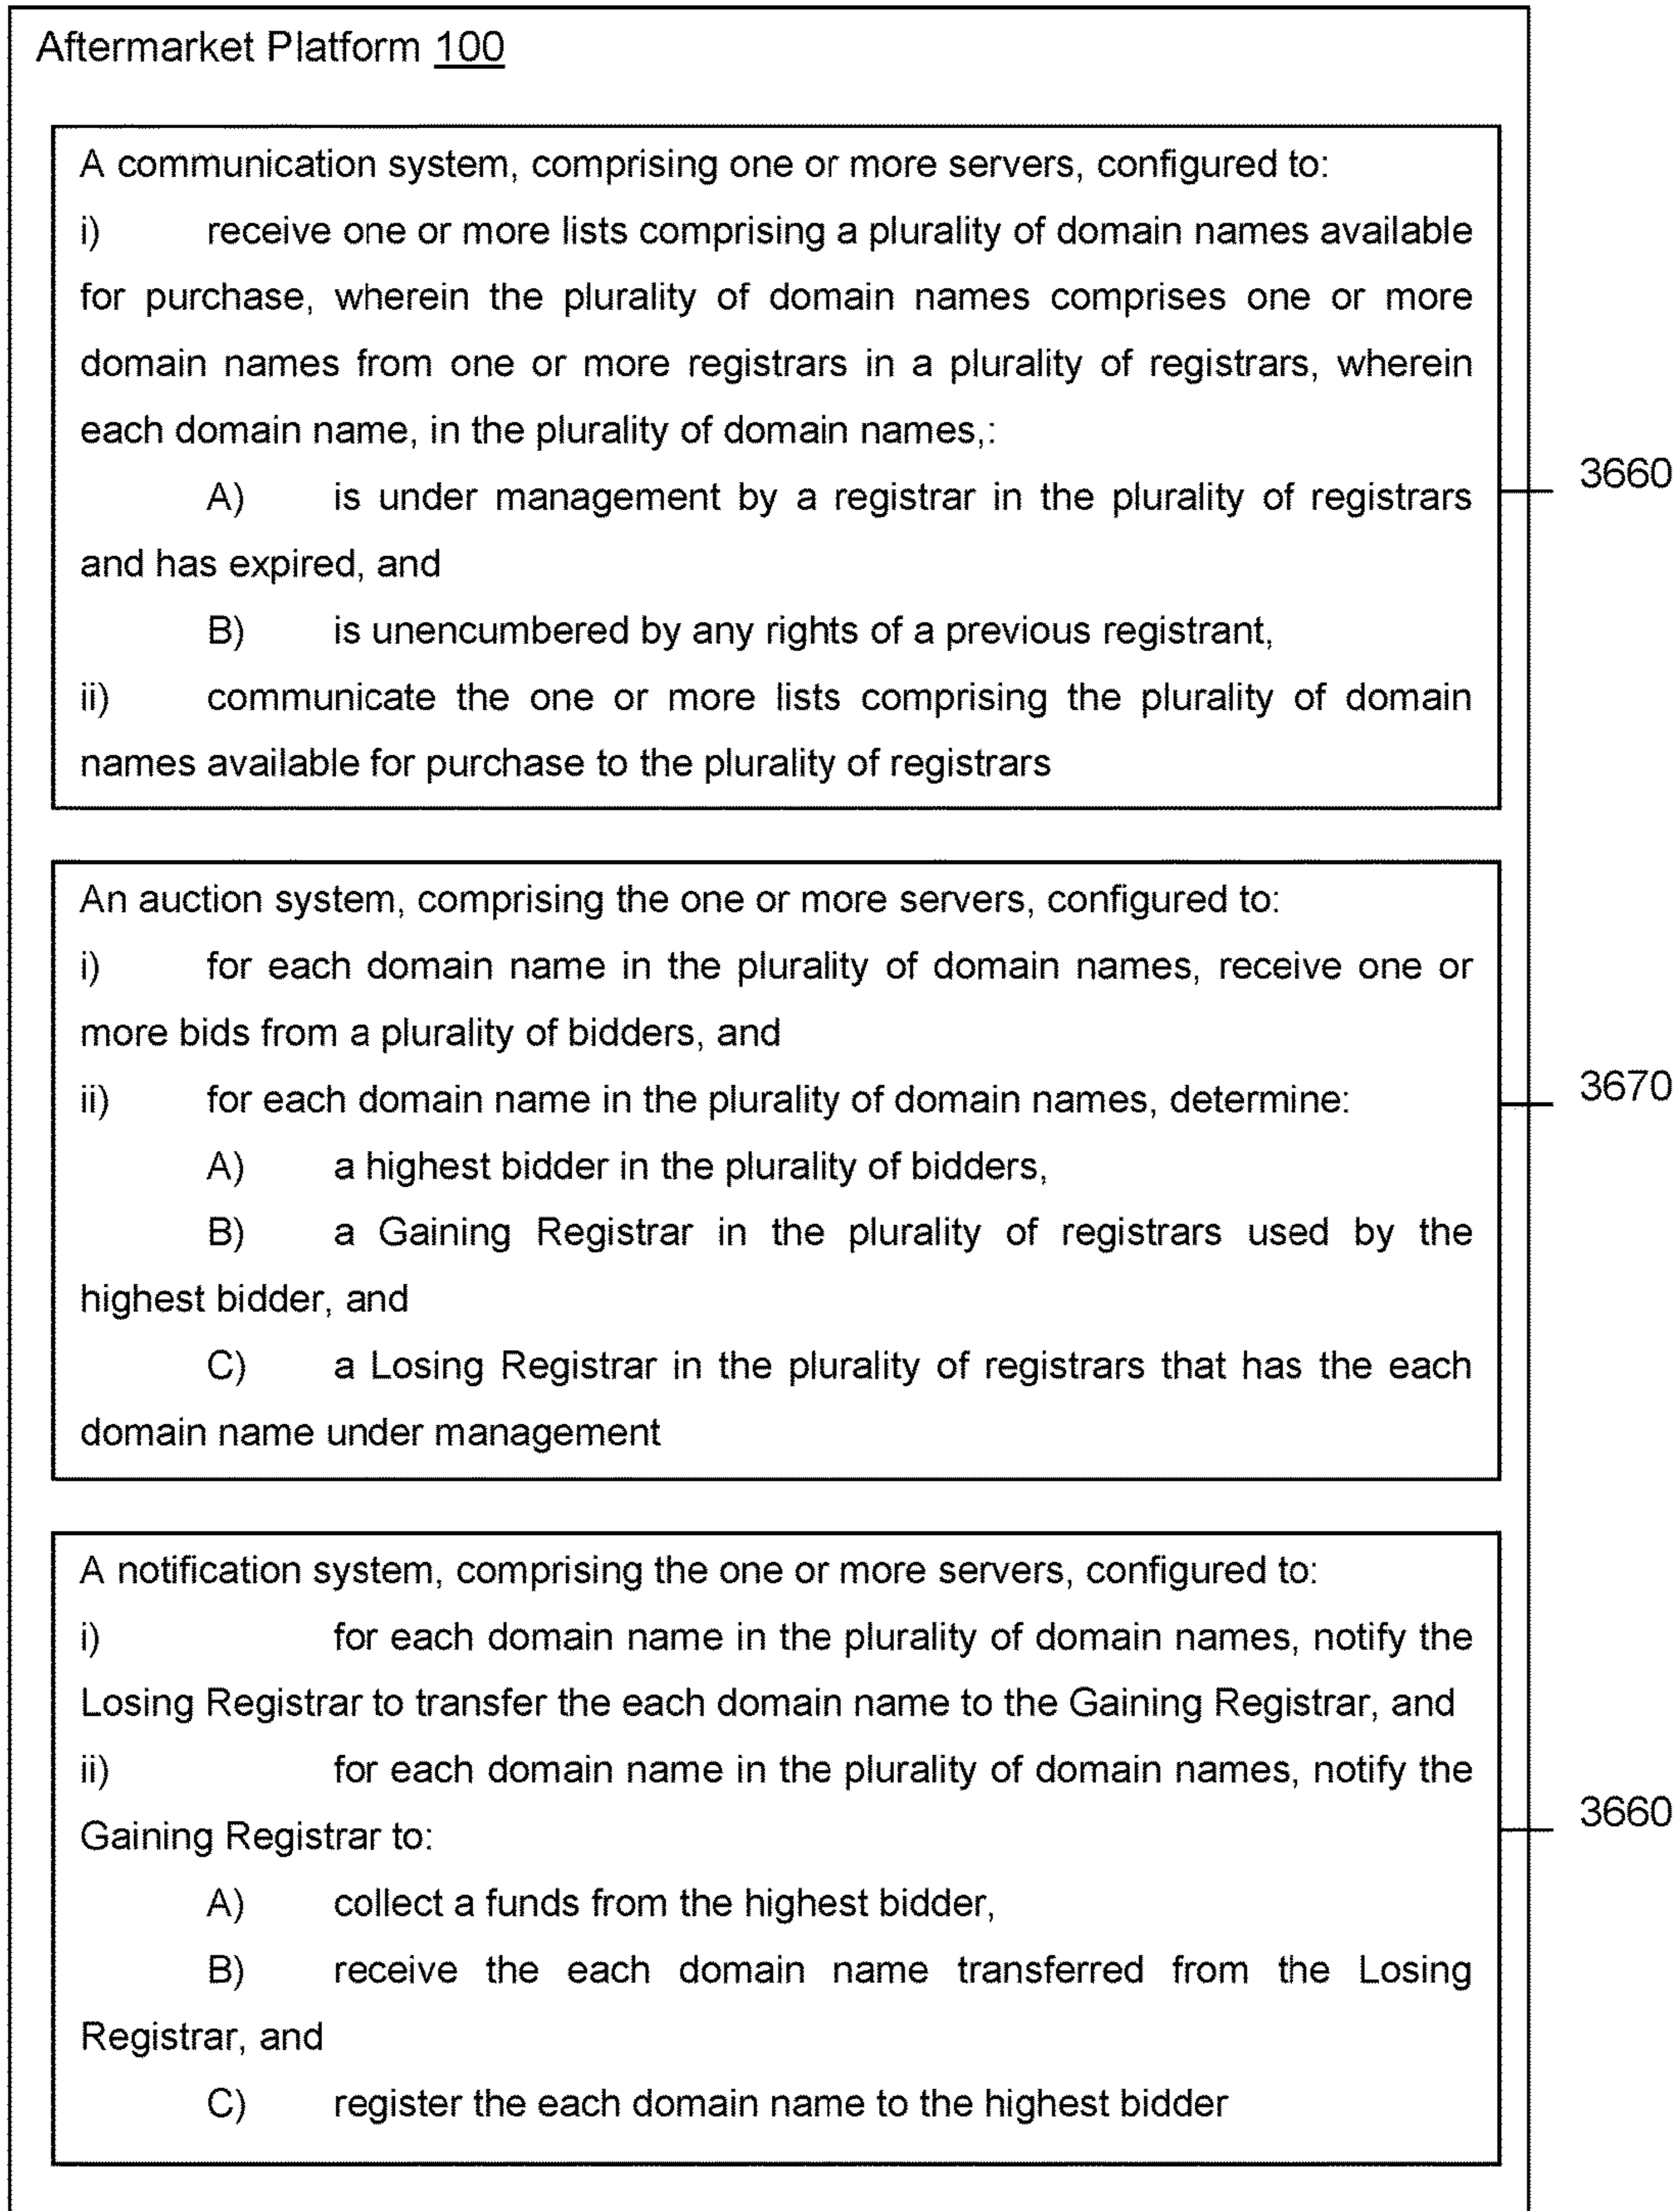 Aftermarket Platform 100
A communication system, comprising one or more servers, configured to:
i) receive one or more lists comprising a plurality of domain names available
for purchase, wherein the plurality of domain names comprises one or more
domain names from one or more registrars in a plurality of registrars, wherein
each domain name, in the plurality of domain names,:
A) is under management by a registrar in the plurality of registrars
3660
and has expired, and
B) is unencumbered by any rights of a previous registrant,
ii) communicate the one or more lists comprising the plurality of domain
names available for purchase to the plurality of registrars
An auction system, comprising the one or more servers, configured to:
i) for each domain name in the plurality of domain names, receive one or
more bids from a plurality of bidders, and
ii) for each domain name in the plurality of domain names, determine:
3670
A) a highest bidder in the plurality of bidders,
B) a Gaining Registrar in the plurality of registrars used by the
highest bidder, and
C) a Losing Registrar in the plurality of registrars that has the each
domain name under management
A notification system, comprising the one or more servers, configured to:
i) for each domain name in the plurality of domain names, notify the
Losing Registrar to transfer the each domain name to the Gaining Registrar, and
ii) for each domain name in the plurality of domain names, notify the
Gaining Registrar to:
3660
A) collect a funds from the highest bidder,
B) receive the each domain name transferred from the Losing
Registrar, and
C) register the each domain name to the highest bidder